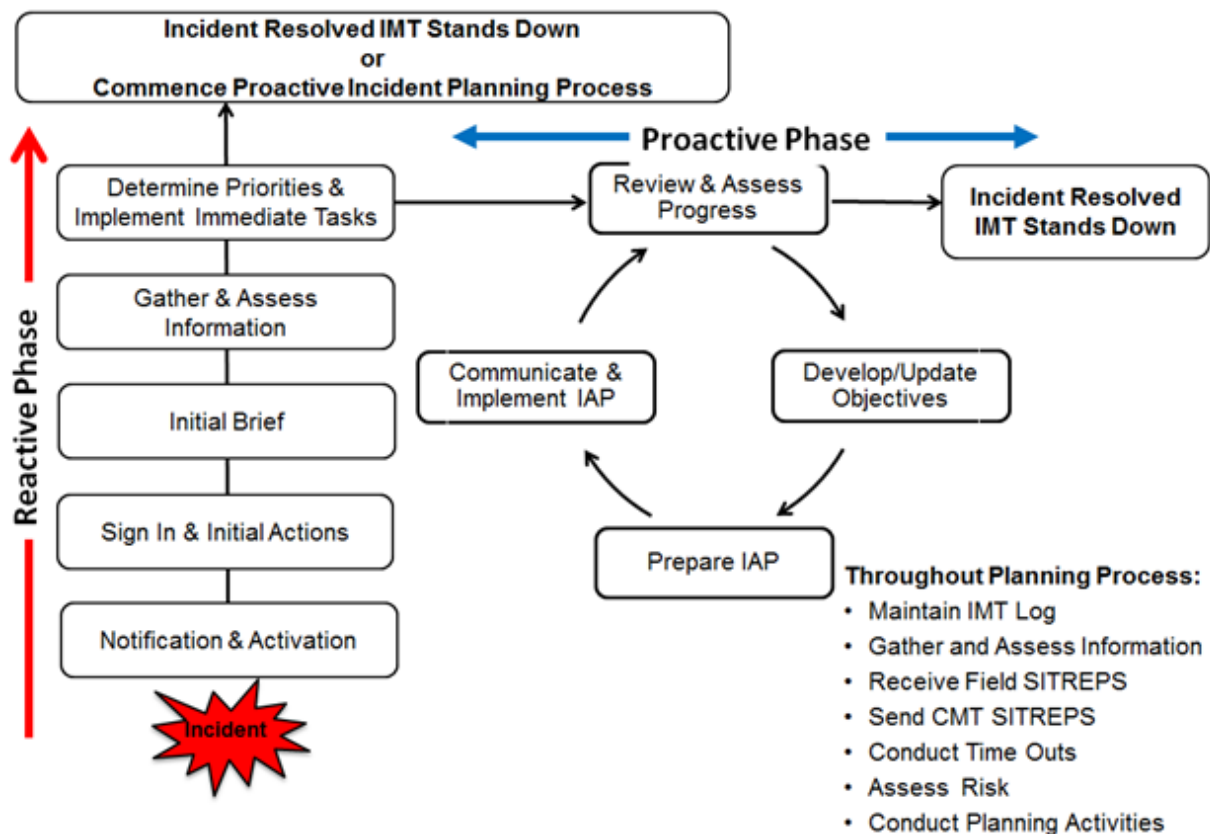 Incident Resolved IMT Stands Down
or
Commence Proactive Incident Planning Process
Reactive Phase
Proactive Phase
Determine Priorities &
Implement Immediate Tasks
Review & Assess
Progress
Incident Resolved
IMT Stands Down
Gather & Assess
Information
Communicate &
Implement IAP
Develop/Update
Objectives
Initial Brief
Sign In & Initial Actions
Prepare IAP
Notification & Activation
Incident
Throughout Planning Process:
• Maintain IMT Log
• Gather and Assess Information
• Receive Field SITREPS
• Send CMT SITREPS
• Conduct Time Outs
• Assess Risk
• Conduct Planning Activities